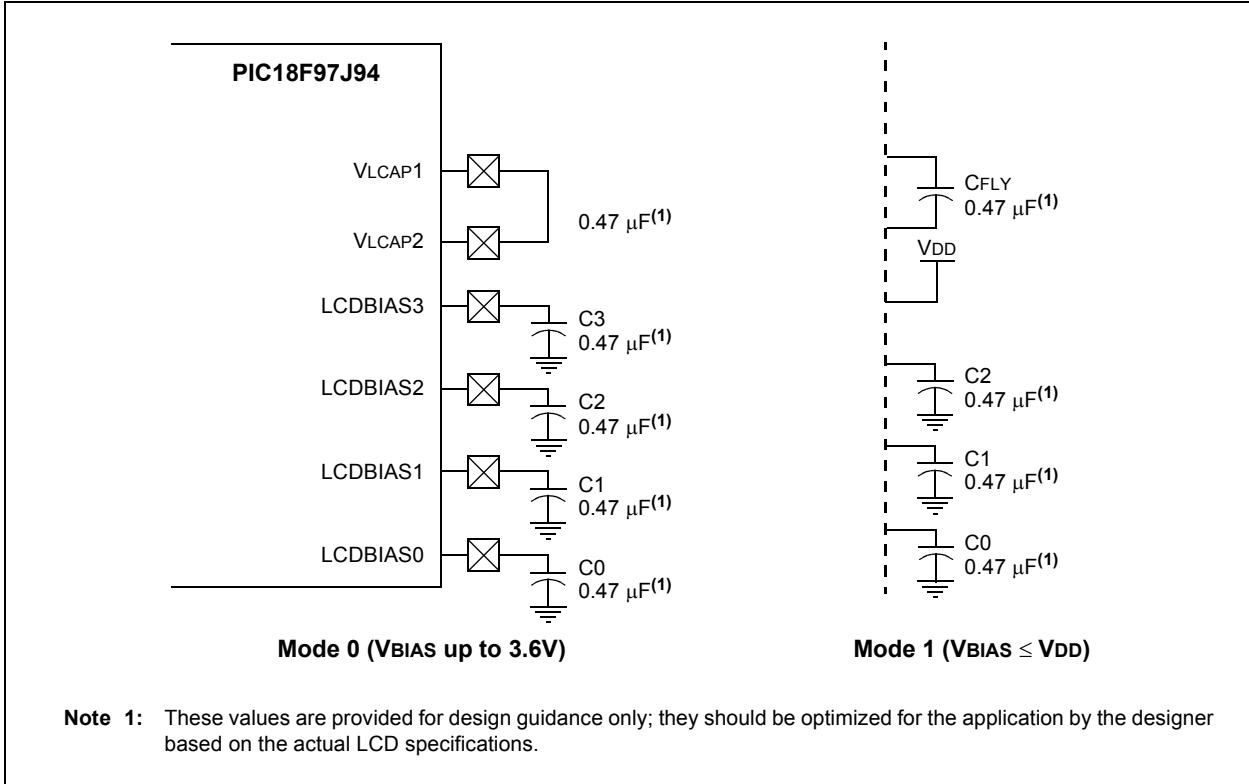 PIC18F97J94
VLCAP1
0.47 μF(1)
VLCAP2
LCDBIAS3
C3
0.47 μF(1)
LCDBIAS2
C2
0.47 μF(1)
LCDBIAS1
C1
0.47 μF(1)
LCDBIAS0
C0
0.47 μF(1)
Mode 0 (VBIAS up to 3.6V)
CFLY
0.47 μF(1)
VDD
C2
0.47 μF(1)
C1
0.47 μF(1)
C0
0.47 μF(1)
Mode 1 (VBIAS ≤ VDD)
Note 1: These values are provided for design guidance only; they should be optimized for the application by the designer
based on the actual LCD specifications.